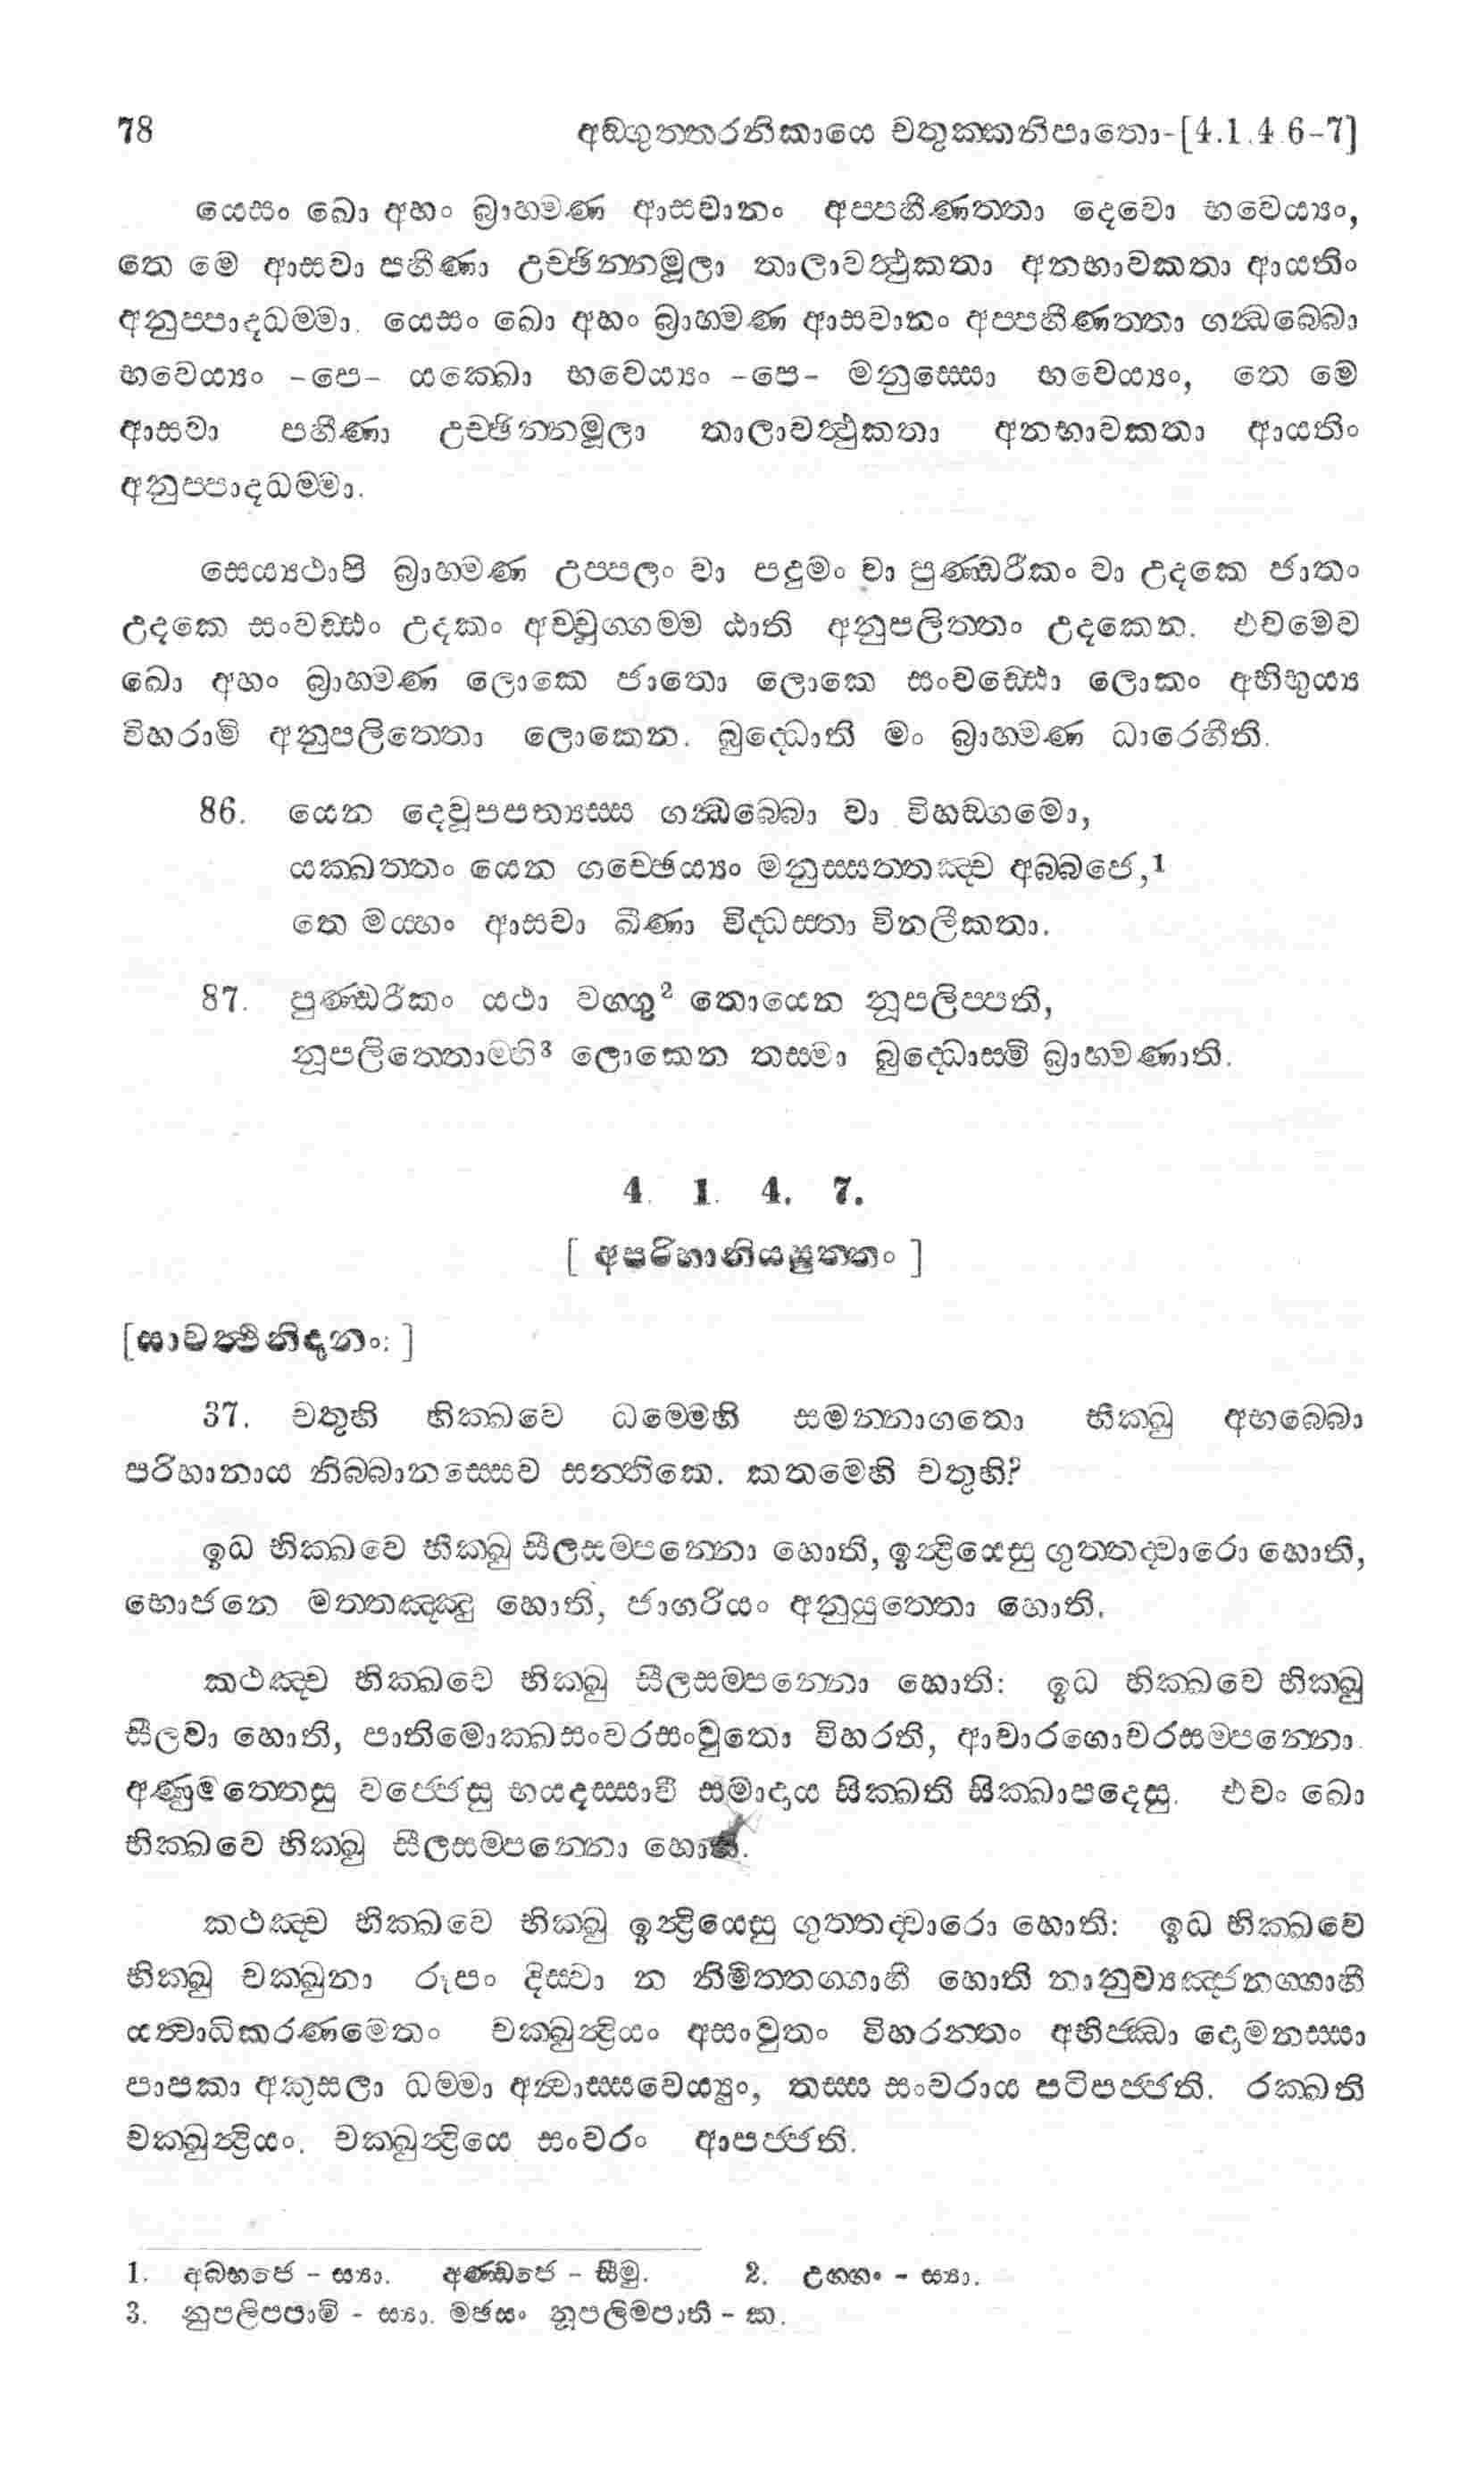 78 අඞ්ගුත්තරනිකායෙ චතුක්කනිපාතො-[4.1.4.6-7]
යෙසං ඛො අහං බ්‍රාහ්මණ ආසවානං අප්පහීණත්තා දෙවො භවෙය්‍යං,
තෙ මෙ ආසවා පහීණා උච්ඡින්නමූලා තාලාවත්ථුකතා අනභාවකතා ආයතිං
අනුප්පාදධම්මා. යෙසං ඛො අහං බ්‍රාහ්මණ ආසවානං අප්පහීණත්තා ගන්ධබ්බො
භවෙය්‍යං -පෙ- යක්ඛො භවෙය්‍යං -පෙ- මනුස්සො භවෙය්‍යං, තෙ මෙ
ආසවා පහීණා උච්ඡින්නමූලා තාලාවත්ථුකතා අනභාවකතා ආයතිං
අනුප්පාදධම්මා.
සෙය්‍යථාපි බ්‍රාහ්මණ උප්පලං වා පදුමං වා පුණ්ඩරීකං වා උදකෙ ජාතං
උදකෙ සංවඩ්ඪං උදකං අච්චුග්ගම්ම ඨාති අනුපලිත්තං උදකෙන. එවමෙව
ඛො අහං බ්‍රාහ්මණ ලොකෙ ජාතො ලොකෙ සංවඩ්ඪො ලොකං අභිභුය්‍ය
විහරාමි අනුපලිත්තො ලොකෙන. බුද්ධොති මං බ්‍රාහ්මණ ධාරෙහීති.
86. යෙන දෙවූපපත්‍යස්ස ගන්ධබ්බො වා විහඞ්ගමො,
යක්ඛත්තං යෙන ගච්ඡෙය්‍යං මනුස්සත්තඤ්ච අබ්බජෙ,1
තෙ මය්හං ආසවා ඛීණා විද්ධස්තා විනලීකතා.
87. පුණ්ඩරීකං යථා වග්ගු2 තොයෙන නූපලිප්පති,
නූපලිත්තොම්හි3 ලොකෙන තස්මා බුද්ධොස්මි බ්‍රාහ්මණාති.
4. 1. 4. 7.
[ අපරිහානියසුත්තං ]
[සාවත්ථිනිදානං: ]
37. චතූහි භික්ඛවෙ ධම්මෙහි සමන්නාගතො භික්ඛු අභබ්බො
පරිහානාය නිබ්බානස්සෙව සන්තිකෙ. කතමෙහි චතූහි?
ඉධ භික්ඛවෙ භික්ඛු සීලසම්පන්නො හොති, ඉන්ද්‍රියෙසු ගුත්තද්වාරො හොති,
භොජනෙ මත්තඤ්ඤු හොති, ජාගරියං අනුයුත්තො හොති.
කථඤ්ච භික්ඛවෙ භික්ඛු සීලසම්පන්නො හොති: ඉධ භික්ඛවෙ භික්ඛු
සීලවා හොති, පාතිමොක්ඛසංවරසංවුතො විහරති, ආචාරගොචරසම්පන්නො
අණුමත්තෙසු වජ්ජෙසු භයදස්සාවී සමාදාය සික්ඛති සික්ඛාපදෙසු. එවං ඛො
භික්ඛවෙ භික්ඛු සීලසම්පන්නො හොති.
කථඤ්ච භික්ඛවෙ භික්ඛු ඉන්ද්‍රියෙසු ගුත්තද්වාරො හොති: ඉධ භික්ඛවෙ
භික්ඛු චක්ඛුනා රූපං දිස්වා න නිමිත්තග්ගාහී හොති නානුව්‍යඤ්ජනග්ගාහී
යත්වාධිකරණමෙතං චක්ඛුන්ද්‍රියං අසංවුතං විහරන්තං අභිජ්ඣා දොමනස්සා
පාපකා අකුසලා ධම්මා අන්වාස්සවෙය්‍යුං, තස්ස සංවරාය පටිපජ්ජති. රක්ඛති
චක්ඛුන්ද්‍රියං. චක්ඛුන්ද්‍රියෙ සංවරං ආපජ්ජති.
1. අබ්භජෙ - ස්‍යා. අණ්ඩජෙ - සීමු. 2. උග්ගං - ස්‍යා.
3. නුපලිප්පාමි - ස්‍යා. මඡසං නූපලිම්පාති - ක.